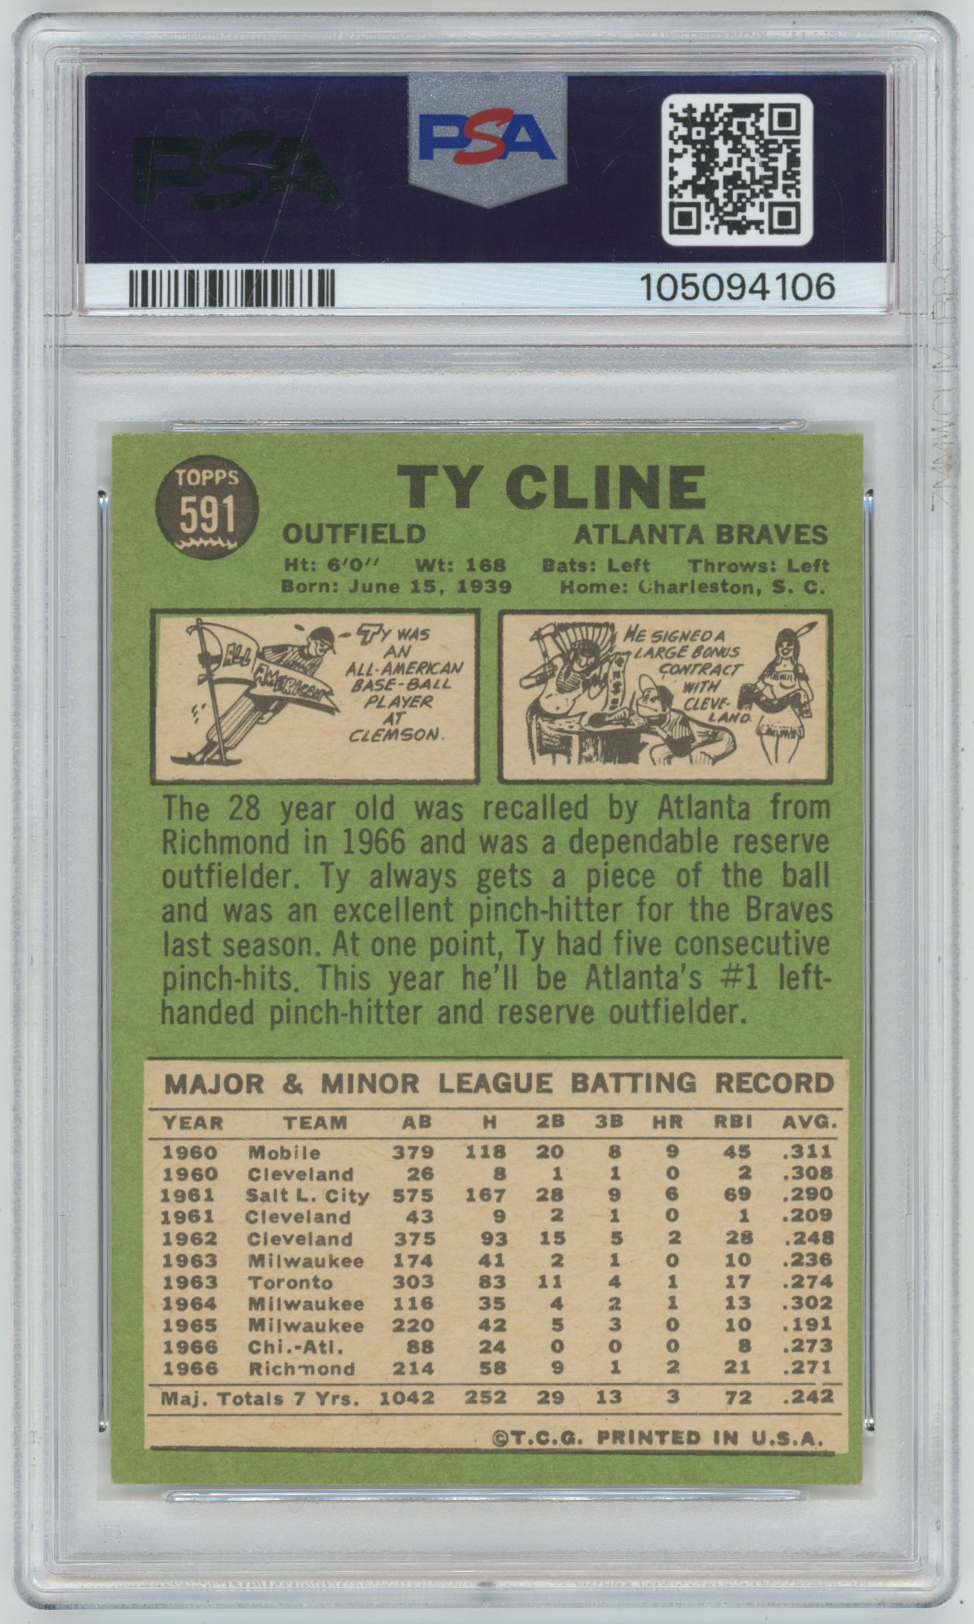 PSA
PSA
105094106
TOPPS
591
TY CLINE
OUTFIELD ATLANTA BRAVES
Ht: 6'0" Wt: 168 Bats: Left Throws: Left
Born: June 15, 1939 Home: Charleston, S. C.
ALL AMERICAN
TY WAS
AN
ALL-AMERICAN
BASE-BALL
PLAYER
AT
CLEMSON.
HE SIGNED A
LARGE BONUS
CONTRACT
WITH
CLEVE-
LAND.
The 28 year old was recalled by Atlanta from
Richmond in 1966 and was a dependable reserve
outfielder. Ty always gets a piece of the ball
and was an excellent pinch-hitter for the Braves
last season. At one point, Ty had five consecutive
pinch-hits. This year he'll be Atlanta's #1 left-
handed pinch-hitter and reserve outfielder.
MAJOR & MINOR LEAGUE BATTING RECORD
YEAR TEAM AB H 2B 3B HR RBI AVG.
1960 Mobile 379 118 20 8 9 45 .311
1960 Cleveland 26 8 1 1 0 2 .308
1961 Salt L. City 575 167 28 9 6 69 .290
1961 Cleveland 43 9 2 1 0 1 .209
1962 Cleveland 375 93 15 5 2 28 .248
1963 Milwaukee 174 41 2 1 0 10 .236
1963 Toronto 303 83 11 4 1 17 .274
1964 Milwaukee 116 35 4 2 1 13 .302
1965 Milwaukee 220 42 5 3 0 10 .191
1966 Chi.-Atl. 88 24 0 0 0 8 .273
1966 Richmond 214 58 9 1 2 21 .271
Maj. Totals 7 Yrs. 1042 252 29 13 3 72 .242
©T.C.G. PRINTED IN U.S.A.